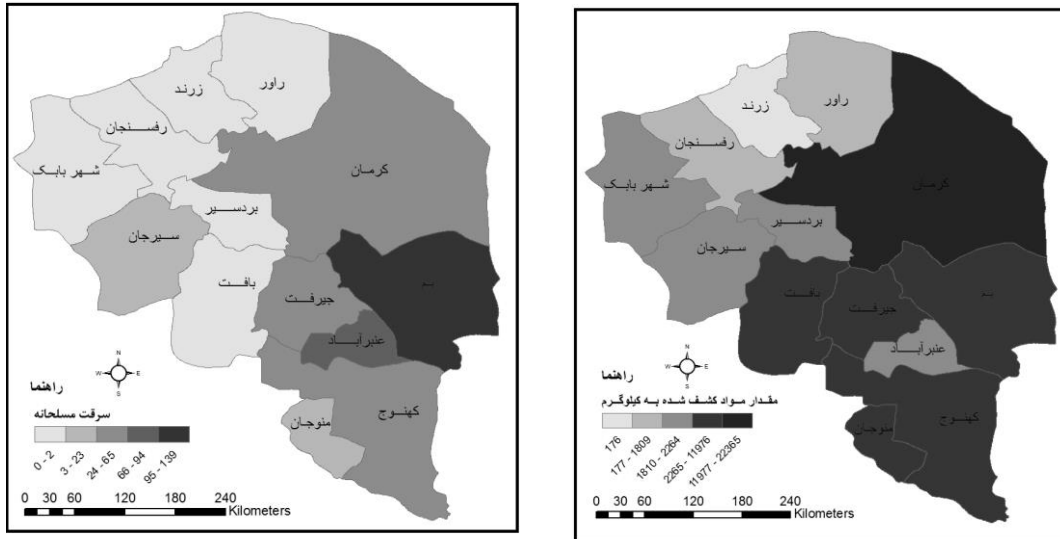 راور
زرند
رفسنجان
شهر بابک
کرمان
بردسیر
سیرجان
بافت
بم
جیرفت
عنبرآباد
کهنوج
منوجان
N
W E
S
راهنما
سرقت مسلحانه
0 - 2
3 - 23
24 - 65
66 - 94
95 - 139
0 30 60 120 180 240
Kilometers
راور
زرند
رفسنجان
شهر بابک
کرمان
بردسیر
سیرجان
بافت
بم
جیرفت
عنبرآباد
کهنوج
منوجان
N
W E
S
راهنما
مقدار مواد کشف شده به کیلوگرم
176
177 - 1809
1810 - 2264
2265 - 11976
11977 - 22365
0 30 60 120 180 240
Kilometers